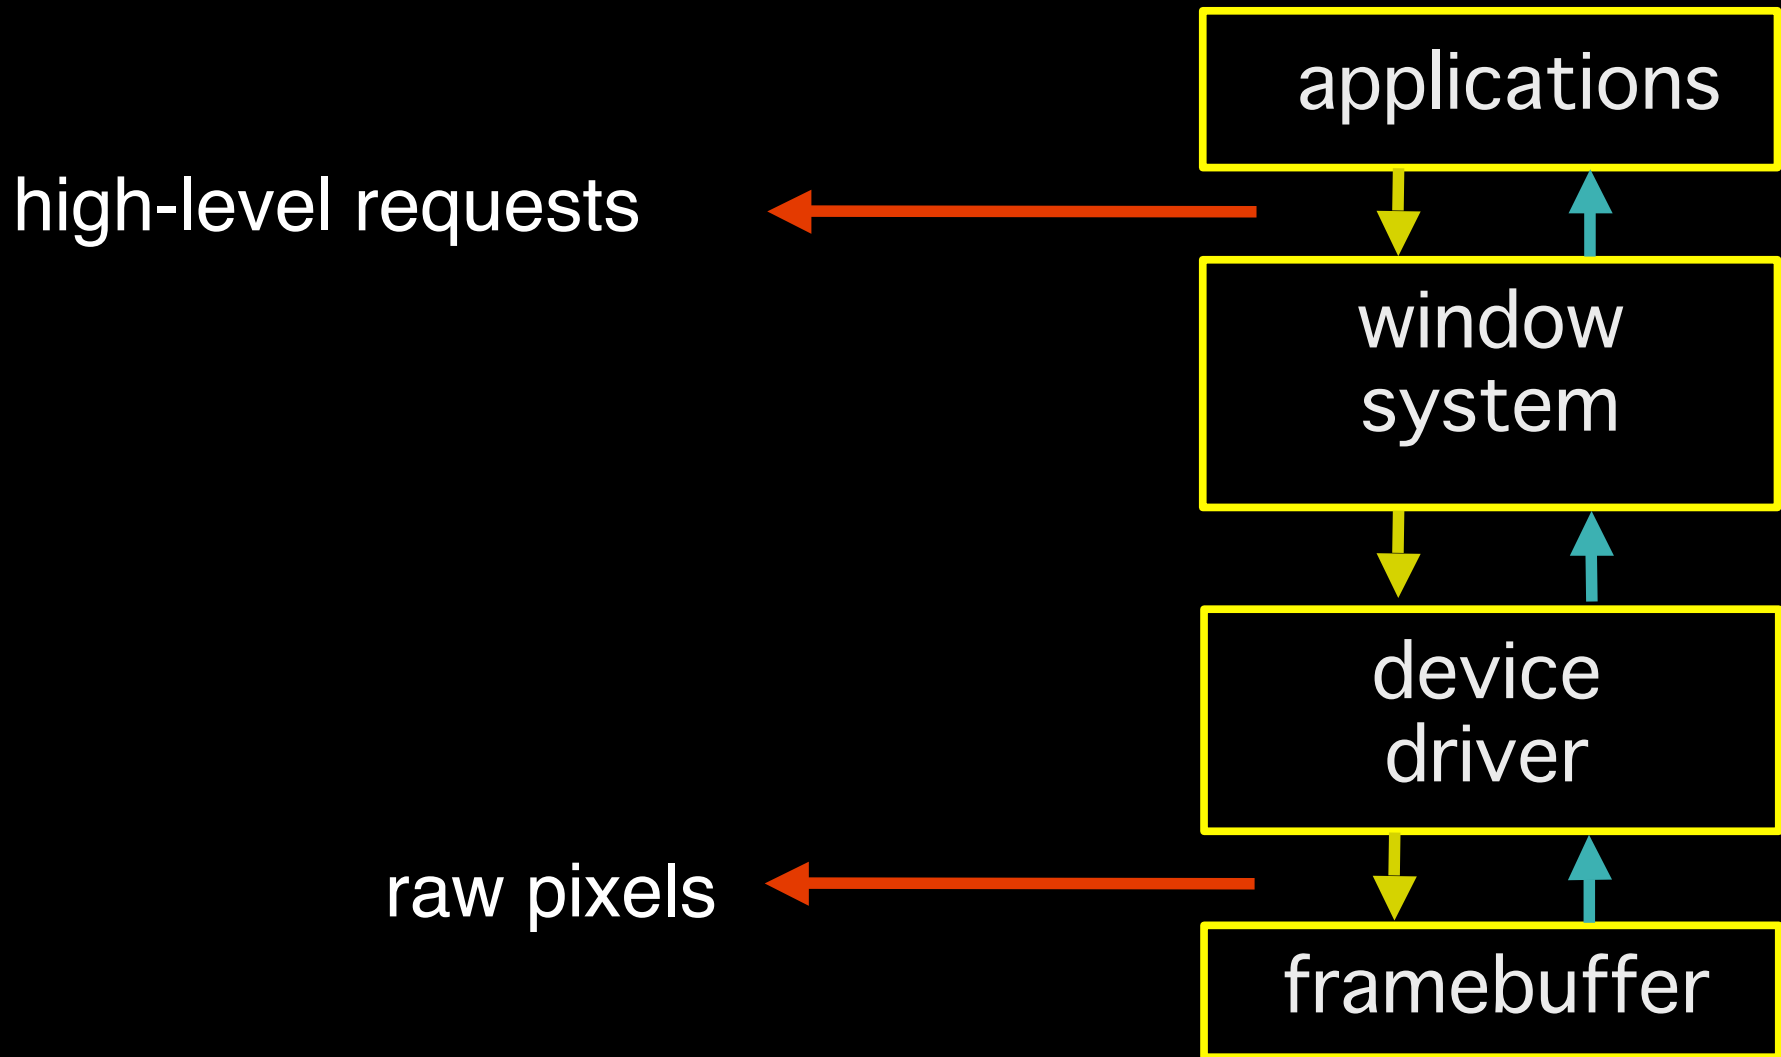 applications
high-level requests
window
system
device
driver
raw pixels
framebuffer